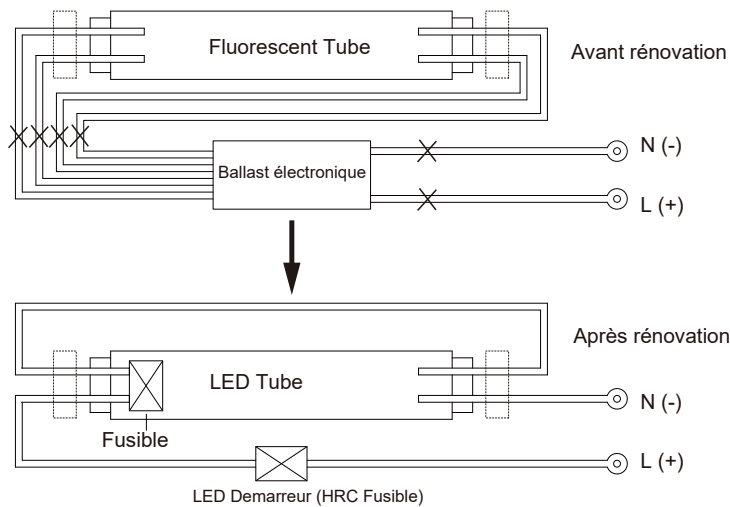 Fluorescent Tube
Avant rénovation
Ballast électronique
N (-)
L (+)
Après rénovation
LED Tube
N (-)
Fusible
L (+)
LED Demarreur (HRC Fusible)